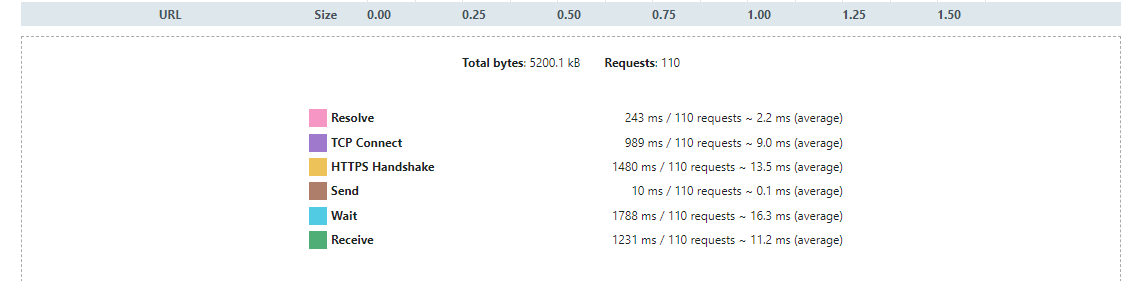 URL Size 0.00 0.25 0.50 0.75 1.00 1.25 1.50
Total bytes: 5200.1 kB Requests: 110
Resolve 243 ms / 110 requests ~ 2.2 ms (average)
TCP Connect 989 ms / 110 requests ~ 9.0 ms (average)
HTTPS Handshake 1480 ms / 110 requests ~ 13.5 ms (average)
Send 10 ms / 110 requests ~ 0.1 ms (average)
Wait 1788 ms / 110 requests ~ 16.3 ms (average)
Receive 1231 ms / 110 requests ~ 11.2 ms (average)